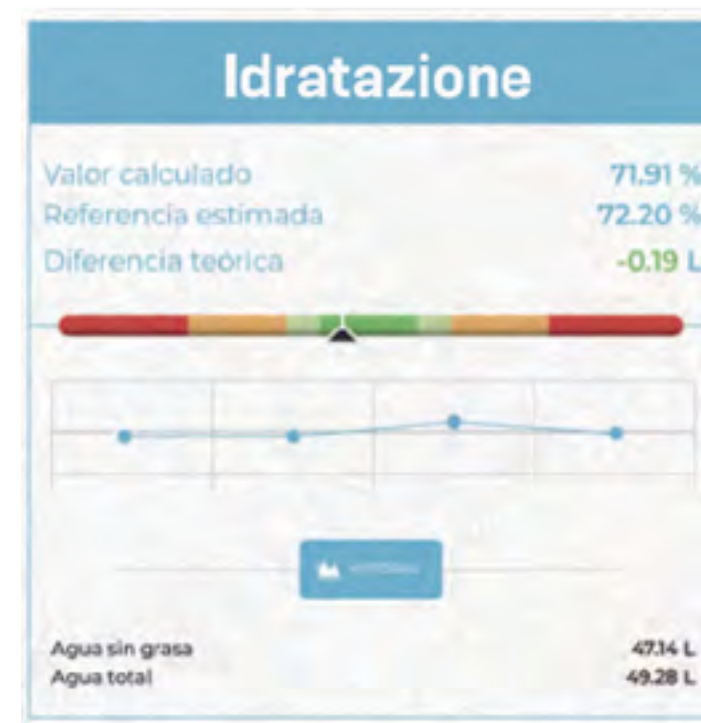 Idratazione
Valor calculado 71.91 %
Referencia estimada 72.20 %
Diferencia teórica -0.19 L
Agua sin grasa 47.14 L
Agua total 49.28 L